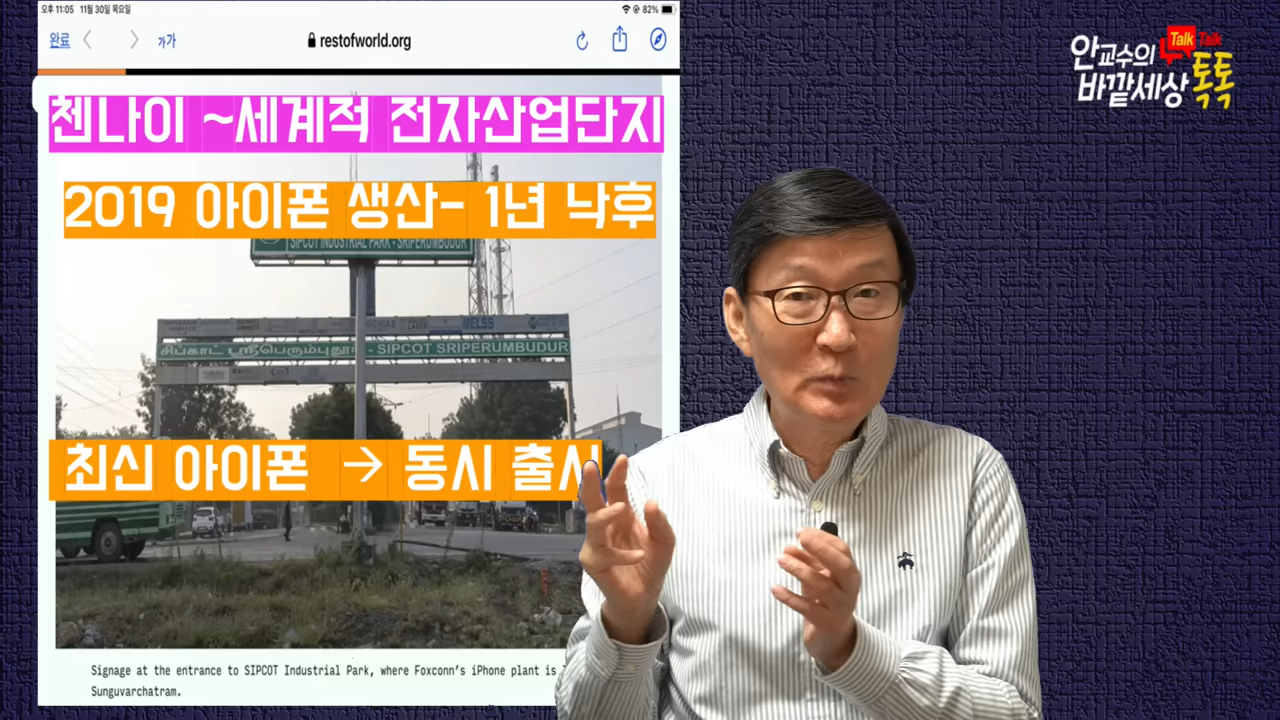 오후 11:05 11월 30일 목요일
82%
완료
가가
restofworld.org
안교수의
Talk Talk
바깥세상 톡톡
첸나이 ~세계적 전자산업단지
2019 아이폰 생산- 1년 낙후
SIPCOT INDUSTRIAL PARK - SRIPERUMBUDUR
NICHIAS MELSS
சிப்காட் ஸ்ரீபெரும்புதூர் - SIPCOT SRIPERUMBUDUR
최신 아이폰 → 동시 출시
Signage at the entrance to SIPCOT Industrial Park, where Foxconn's iPhone plant is
Sunguvarchatram.